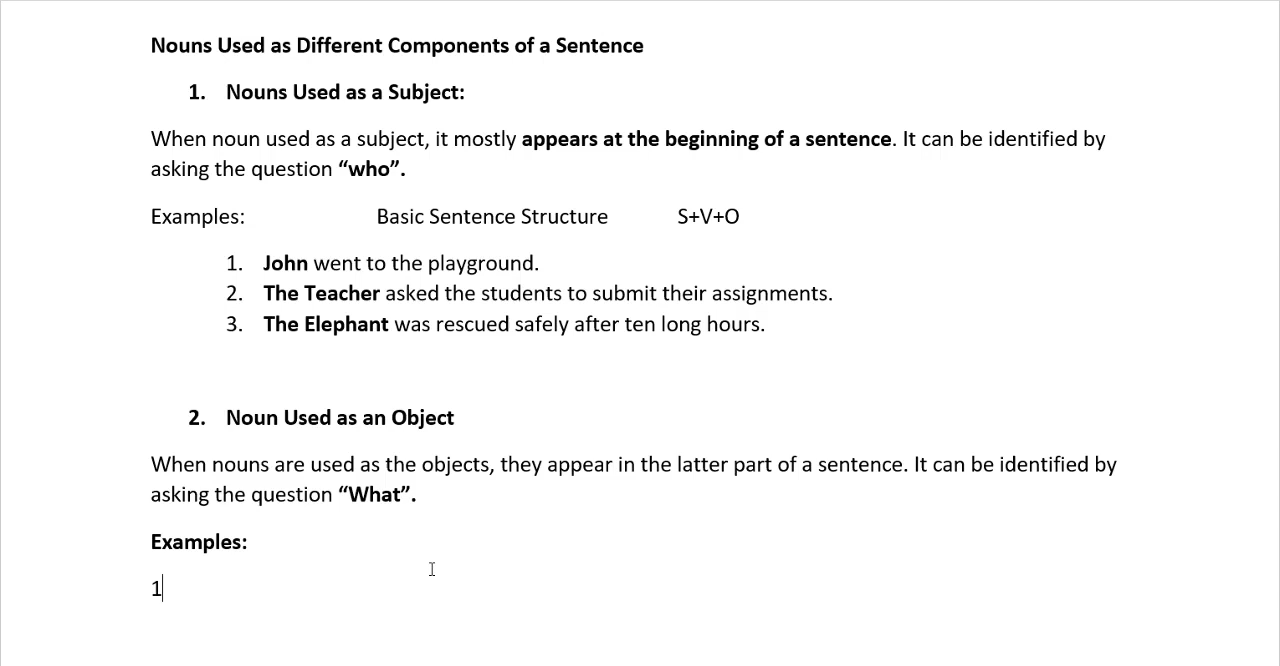 Nouns Used as Different Components of a Sentence
1. Nouns Used as a Subject:
When noun used as a subject, it mostly appears at the beginning of a sentence. It can be identified by
asking the question “who”.
Examples: Basic Sentence Structure S+V+O
1. John went to the playground.
2. The Teacher asked the students to submit their assignments.
3. The Elephant was rescued safely after ten long hours.
2. Noun Used as an Object
When nouns are used as the objects, they appear in the latter part of a sentence. It can be identified by
asking the question “What”.
Examples:
1